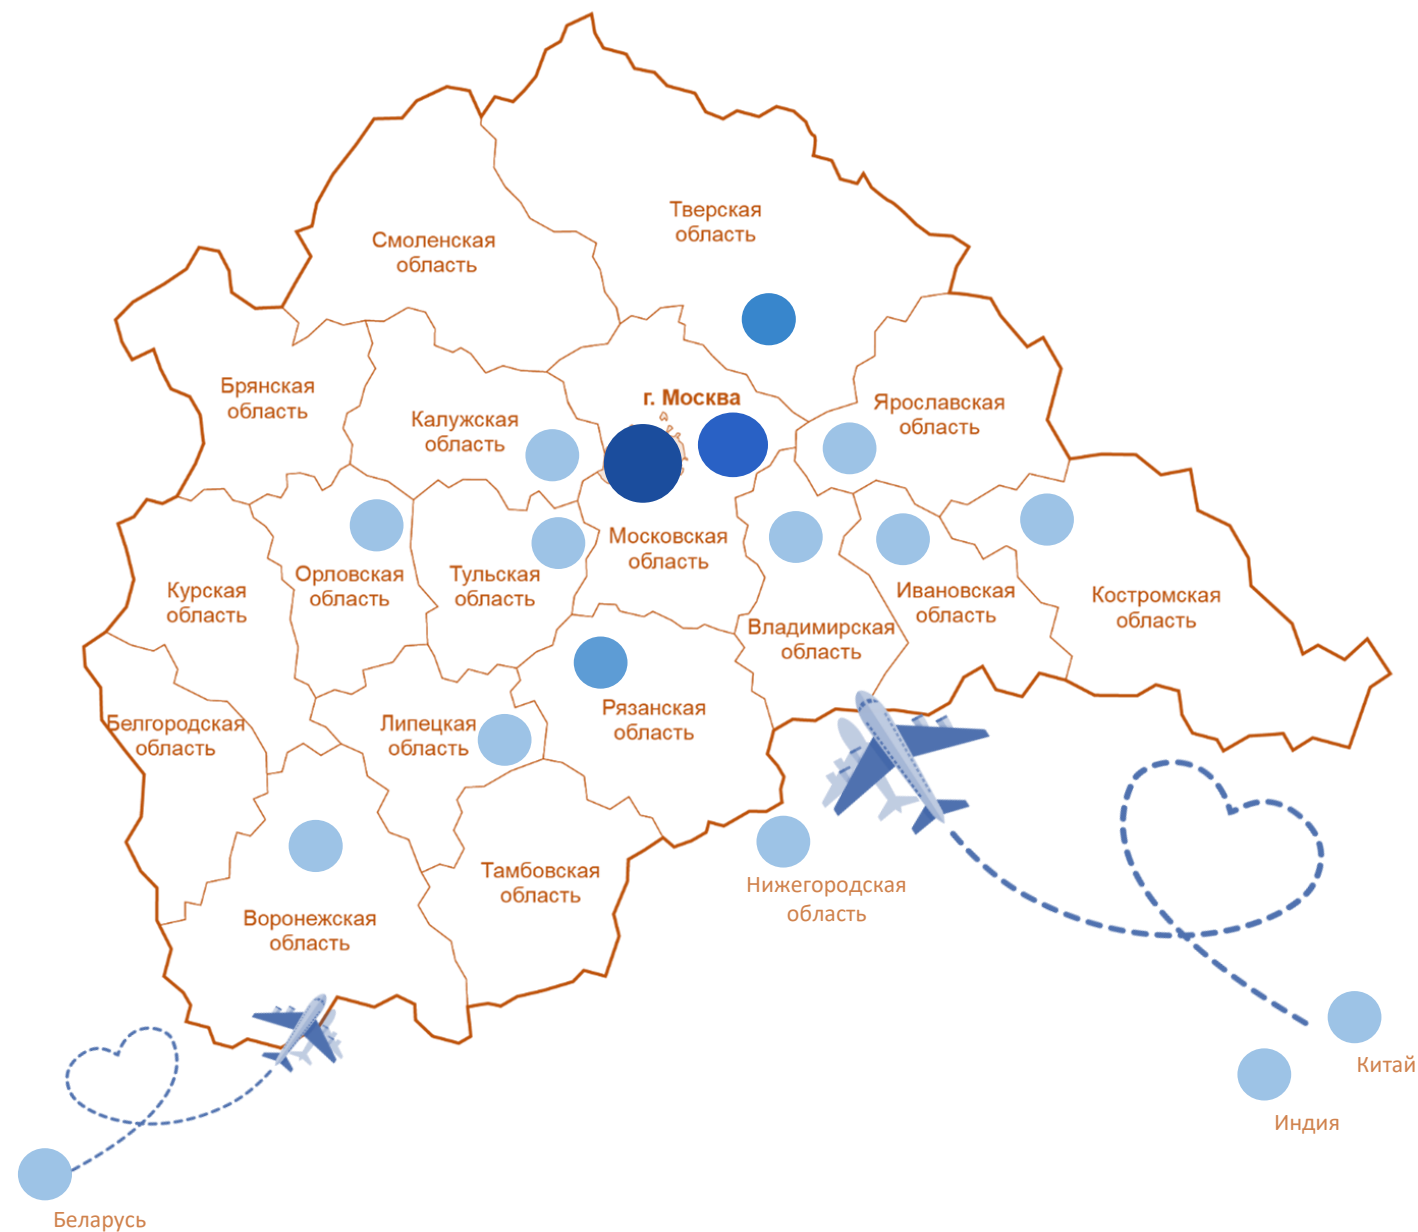 Тверская
область
Смоленская
область
Брянская
область
Калужская
область
г. Москва
Ярославская
область
Московская
область
Курская
область
Орловская
область
Тульская
область
Владимирская
область
Ивановская
область
Костромская
область
Белгородская
область
Липецкая
область
Рязанская
область
Воронежская
область
Тамбовская
область
Нижегородская
область
Китай
Индия
Беларусь